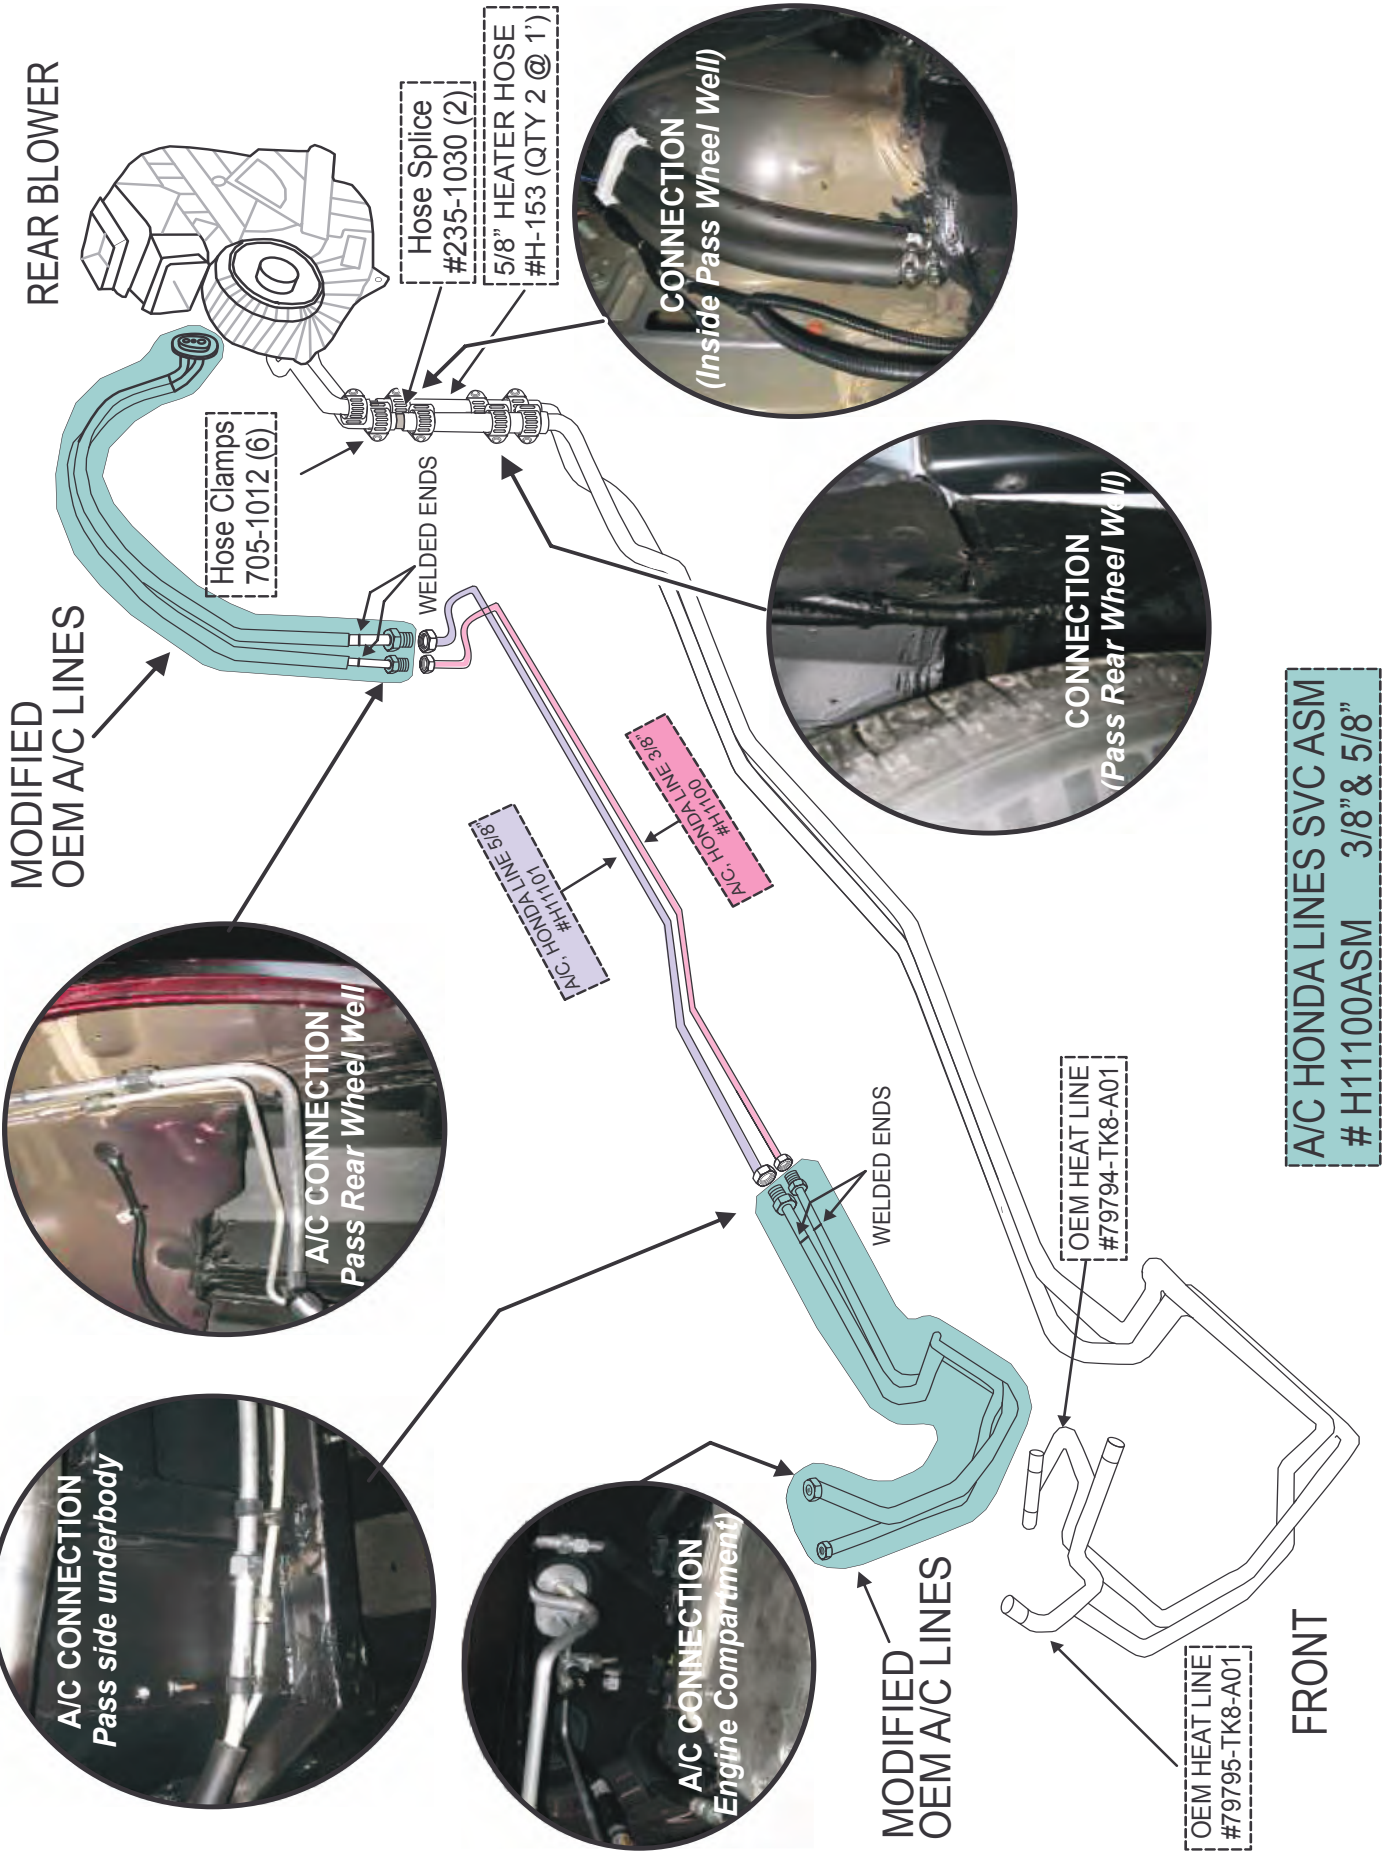 REAR BLOWER
Hose Splice
#235-1030 (2)
5/8” HEATER HOSE
#H-153 (QTY 2 @ 1’)
CONNECTION
(Inside Pass Wheel Well)
Hose Clamps
705-1012 (6)
WELDED ENDS
MODIFIED
OEM A/C LINES
CONNECTION
(Pass Rear Wheel Well)
A/C, HONDA LINE 5/8”
#H1101
A/C, HONDA LINE 3/8”
#H1100
A/C CONNECTION
Pass Rear Wheel Well
A/C HONDA LINES SVC ASM
# H1100ASM 3/8”& 5/8”
WELDED ENDS
OEM HEAT LINE
#79794-TK8-A01
A/C CONNECTION
Pass side underbody
A/C CONNECTION
Engine Compartment)
MODIFIED
OEM A/C LINES
OEM HEAT LINE
#79795-TK8-A01
FRONT